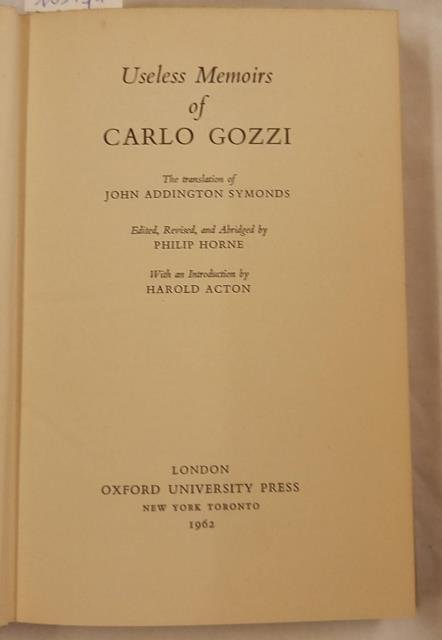 Useless Memoirs
of
CARLO GOZZI
The translation of
JOHN ADDINGTON SYMONDS
Edited, Revised, and Abridged by
PHILIP HORNE
With an Introduction by
HAROLD ACTON
LONDON
OXFORD UNIVERSITY PRESS
NEW YORK TORONTO
1962